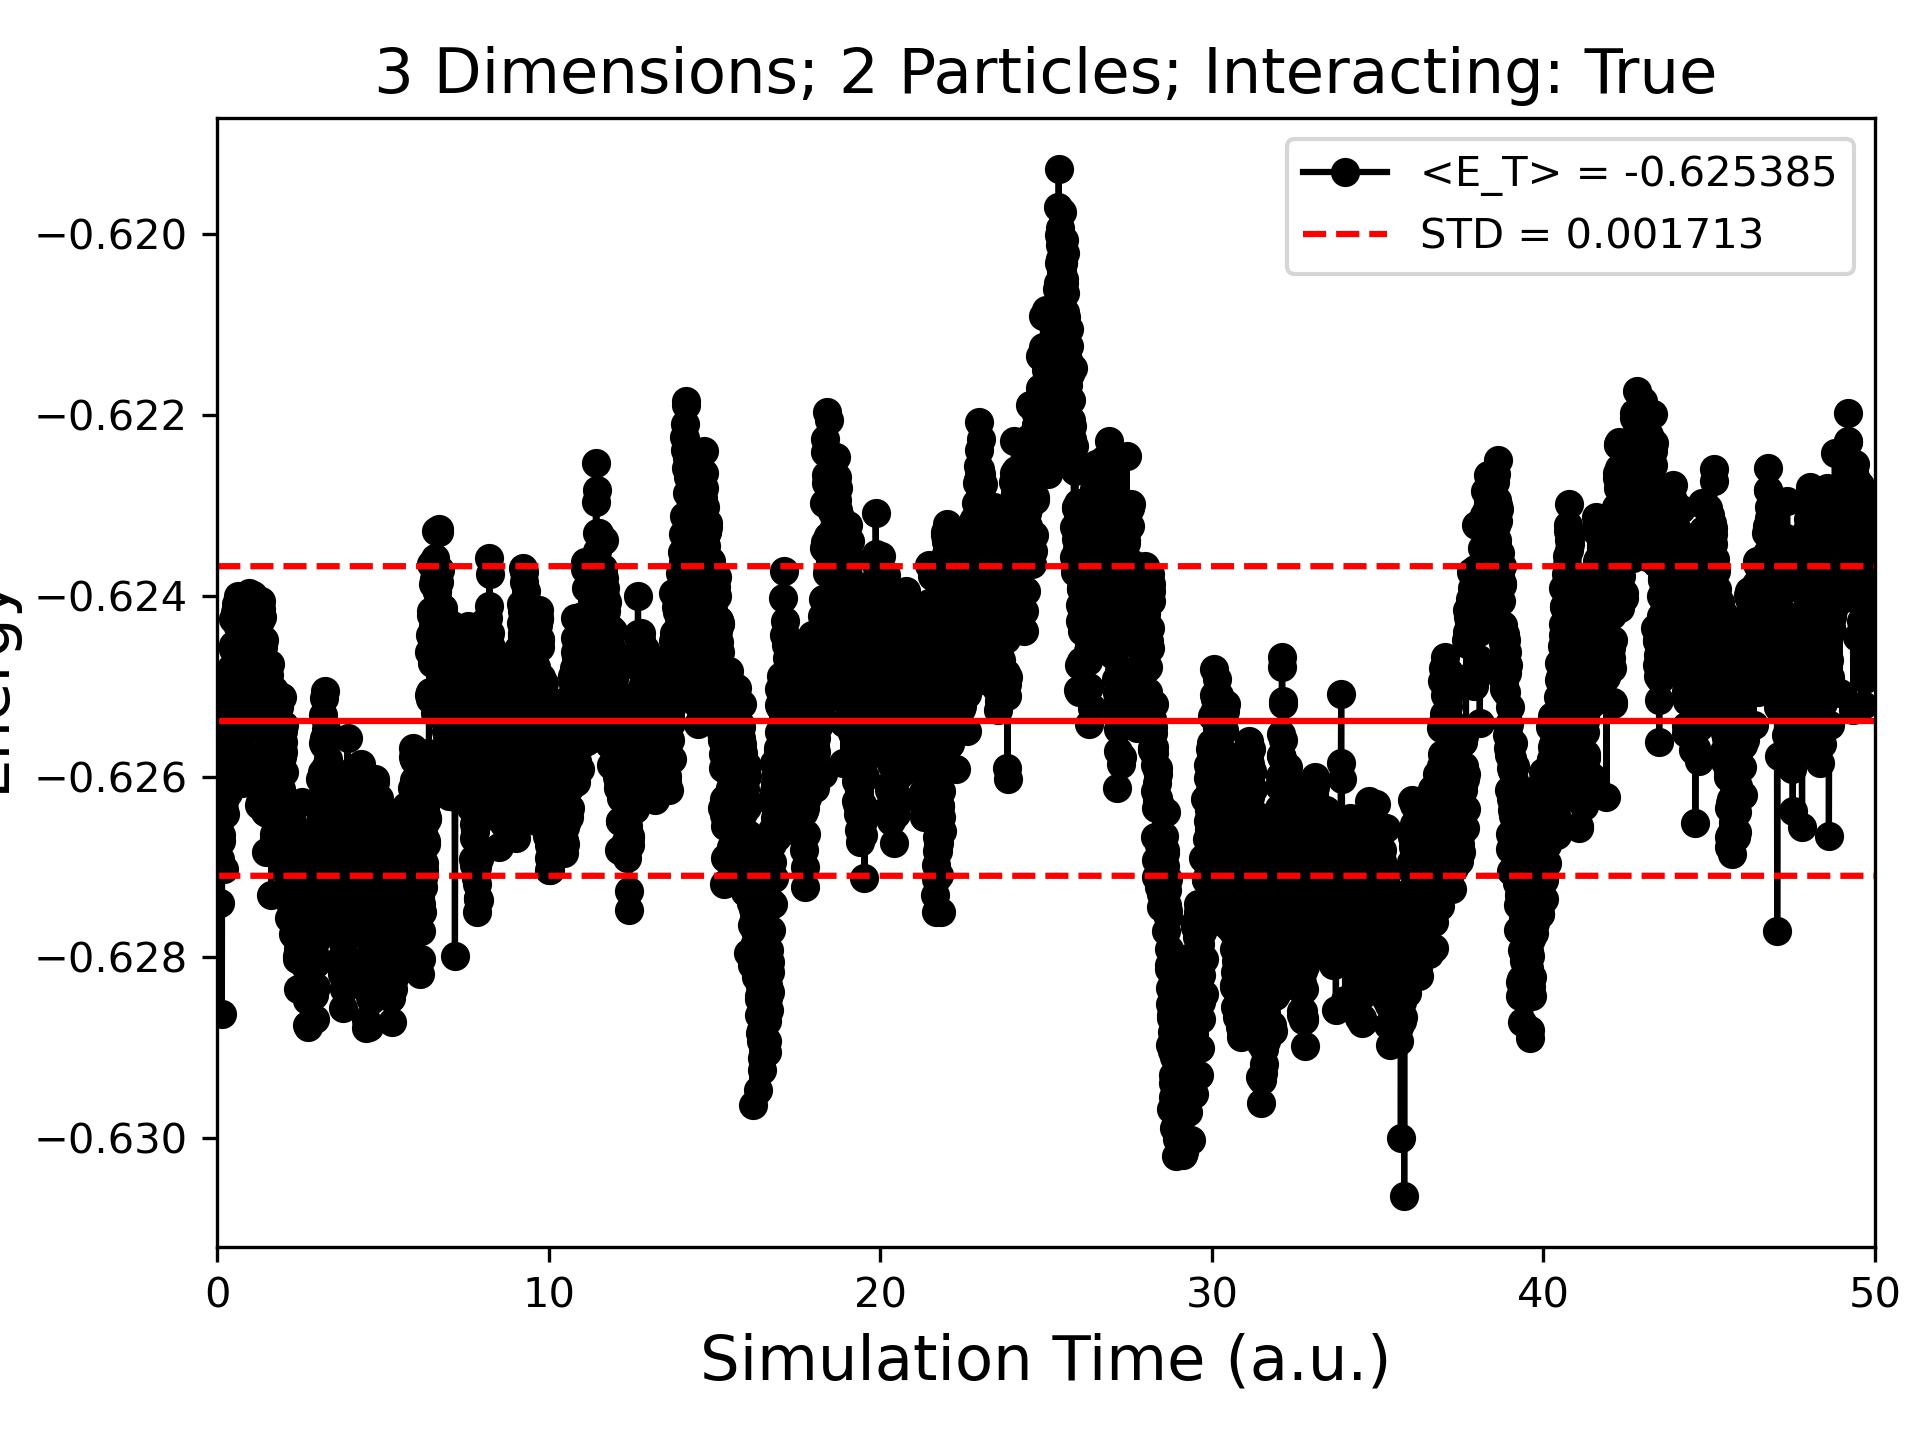 3 Dimensions; 2 Particles; Interacting: True
<E_T> = -0.625385
STD = 0.001713
−0.620
−0.622
−0.624
−0.626
−0.628
−0.630
Energy
0 10 20 30 40 50
Simulation Time (a.u.)